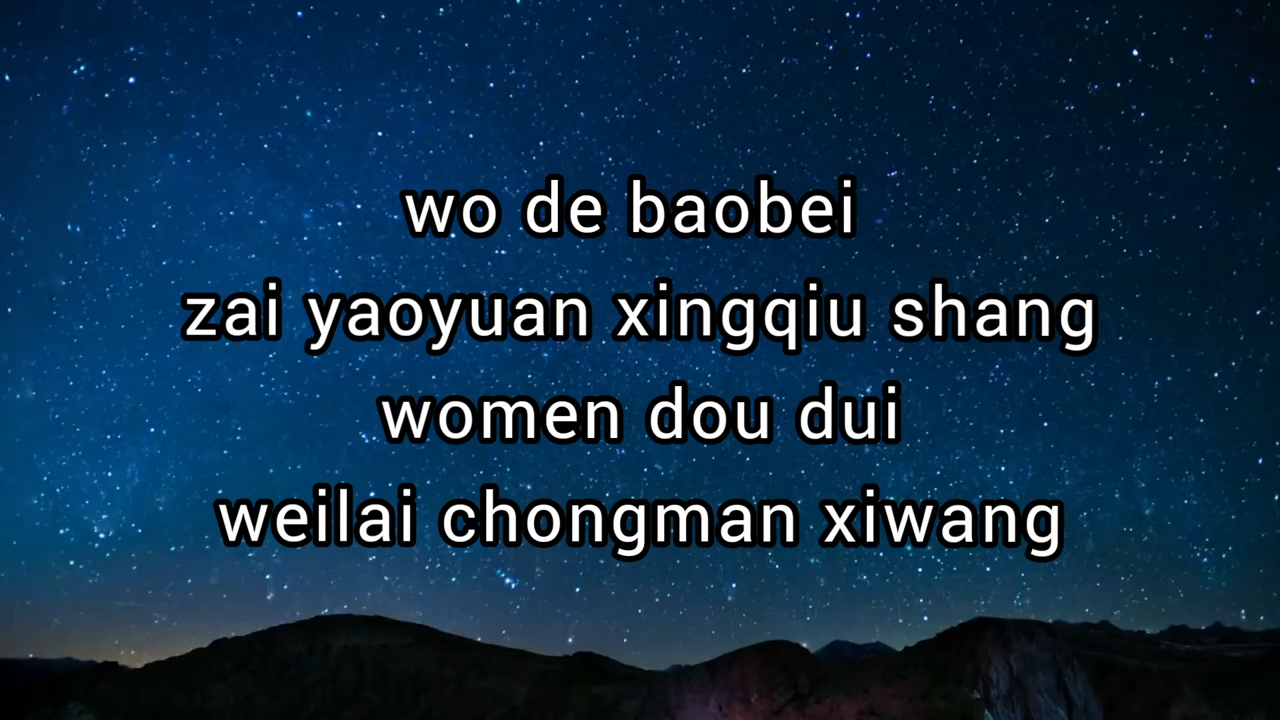 wo de baobei
zai yaoyuan xingqiu shang
women dou dui
weilai chongman xiwang